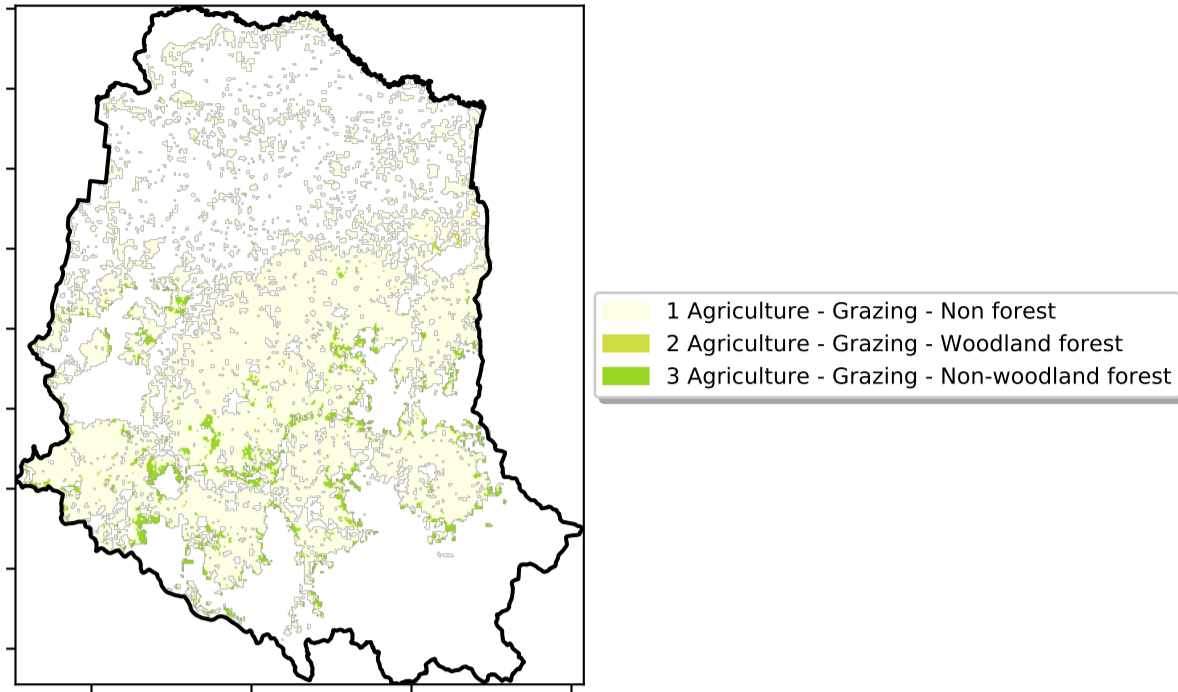 1 Agriculture - Grazing - Non forest
2 Agriculture - Grazing - Woodland forest
3 Agriculture - Grazing - Non-woodland forest